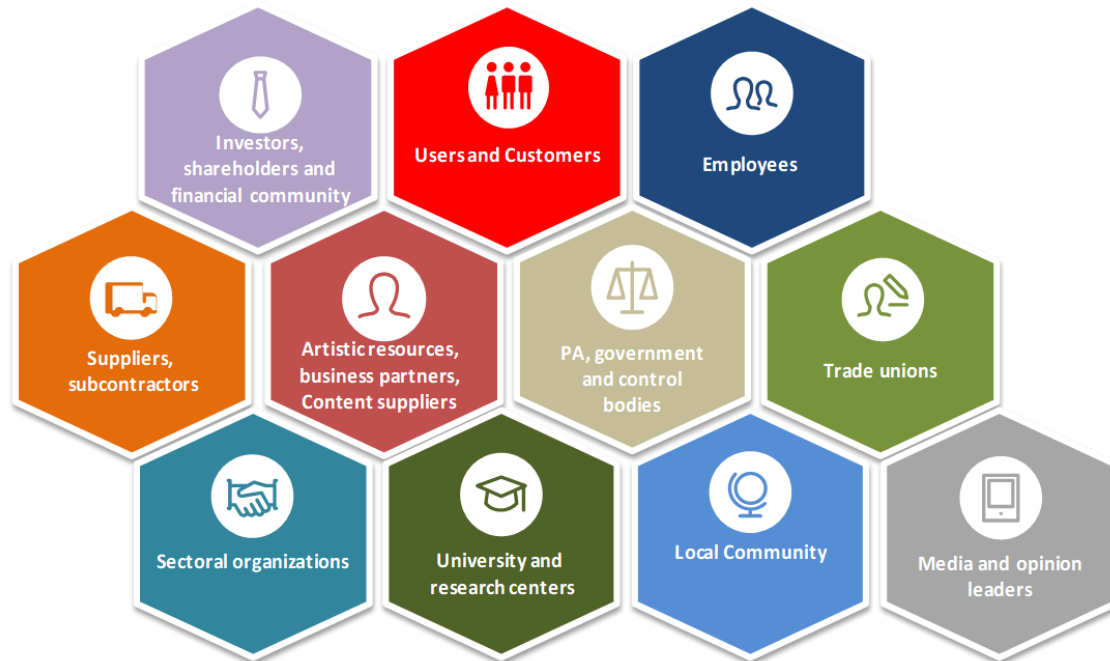 Investors,
shareholders and
financial community
Users and Customers
Employees
Suppliers,
subcontractors
Artistic resources,
business partners,
Content suppliers
PA, government
and control
bodies
Trade unions
Sectoral organizations
University and
research centers
Local Community
Media and opinion
leaders